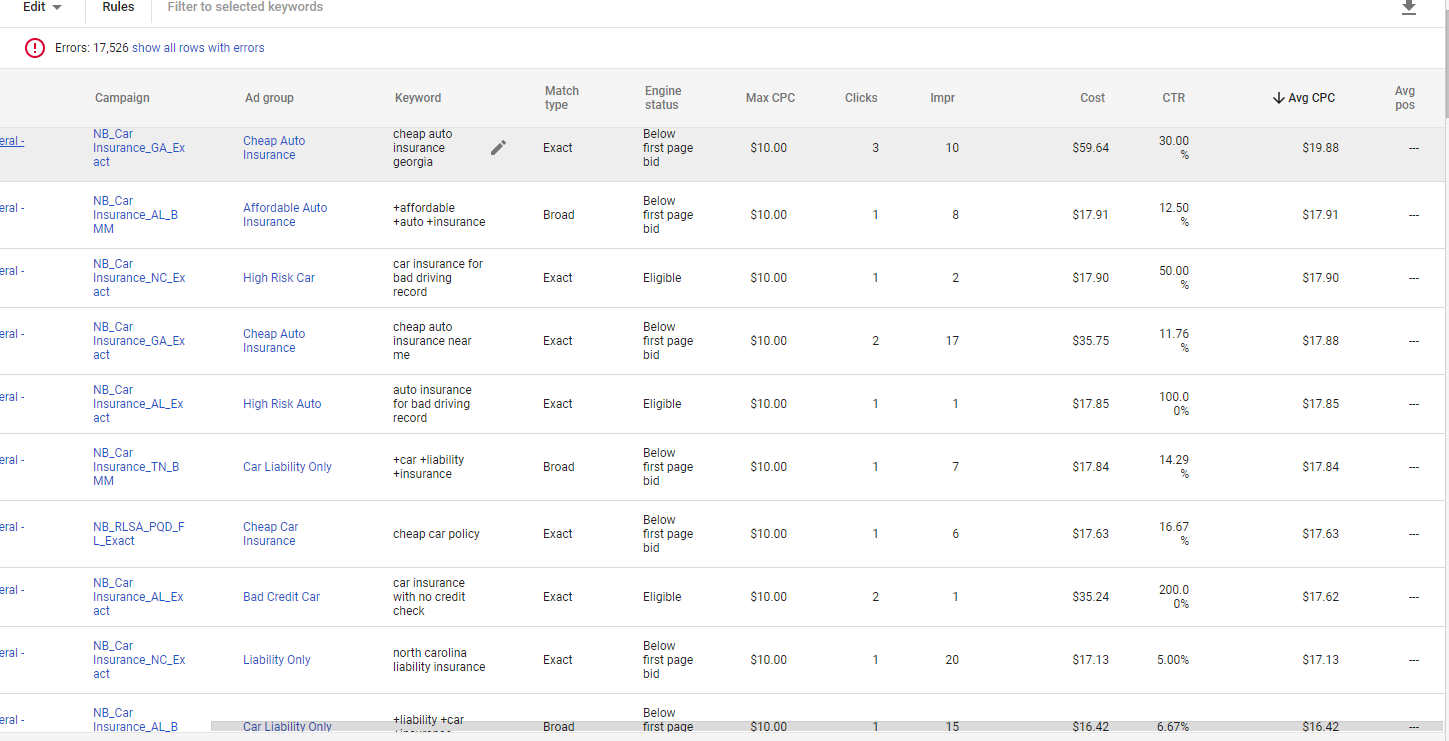 Edit Rules Filter to selected keywords
Errors: 17,526 show all rows with errors
Campaign Ad group Keyword Match type Engine status Max CPC Clicks Impr Cost CTR Avg CPC Avg pos
eral - NB_Car Insurance_GA_Exact Cheap Auto Insurance cheap auto insurance georgia Exact Below first page bid $10.00 3 10 $59.64 30.00% $19.88 ---
eral - NB_Car Insurance_AL_BMM Affordable Auto Insurance +affordable +auto +insurance Broad Below first page bid $10.00 1 8 $17.91 12.50% $17.91 ---
eral - NB_Car Insurance_NC_Exact High Risk Car car insurance for bad driving record Exact Eligible $10.00 1 2 $17.90 50.00% $17.90 ---
eral - NB_Car Insurance_GA_Exact Cheap Auto Insurance cheap auto insurance near me Exact Below first page bid $10.00 2 17 $35.75 11.76% $17.88 ---
eral - NB_Car Insurance_AL_Exact High Risk Auto auto insurance for bad driving record Exact Eligible $10.00 1 1 $17.85 100.00% $17.85 ---
eral - NB_Car Insurance_TN_BMM Car Liability Only +car +liability +insurance Broad Below first page bid $10.00 1 7 $17.84 14.29% $17.84 ---
eral - NB_RLSA_PQD_FL_Exact Cheap Car Insurance cheap car policy Exact Below first page bid $10.00 1 6 $17.63 16.67% $17.63 ---
eral - NB_Car Insurance_AL_Exact Bad Credit Car car insurance with no credit check Exact Eligible $10.00 2 1 $35.24 200.00% $17.62 ---
eral - NB_Car Insurance_NC_Exact Liability Only north carolina liability insurance Exact Below first page bid $10.00 1 20 $17.13 5.00% $17.13 ---
eral - NB_Car Insurance_AL_B Car Liability Only +liability +car Broad Below first page $10.00 1 15 $16.42 6.67% $16.42 ---